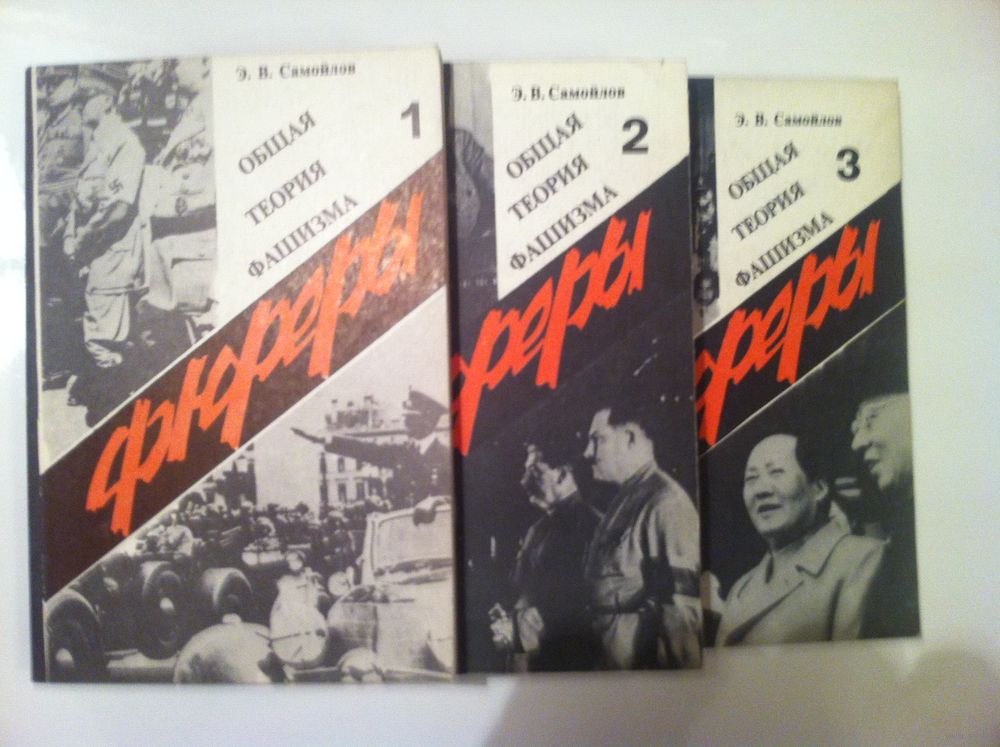 Э. В. Самойлов
1
ОБЩАЯ
ТЕОРИЯ
ФАШИЗМА
фюреры
Э. В. Самойлов
2
ОБЩАЯ
ТЕОРИЯ
ФАШИЗМА
реры
Э. В. Самойлов
3
ОБЩАЯ
ТЕОРИЯ
ФАШИЗМА
реры